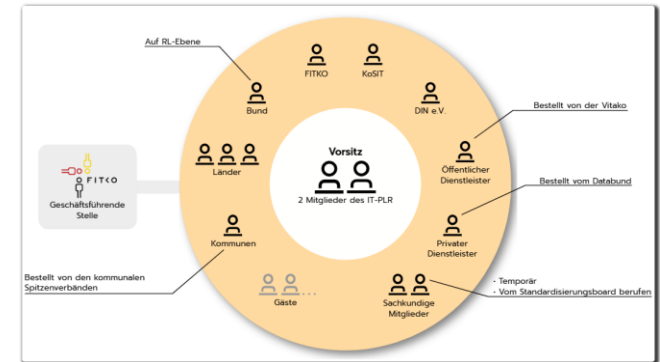 Auf RL-Ebene
FITKO
KoSIT
Bund
DIN e.V.
Bestellt von der Vitako
Vorsitz
2 Mitglieder des IT-PLR
Länder
Öffentlicher
Dienstleister
FITKO
Geschäftsführende
Stelle
Bestellt vom Databund
Kommunen
Privater
Dienstleister
Bestellt von den kommunalen
Spitzenverbänden
Gäste
...
Sachkundige
Mitglieder
- Temporär
- Vom Standardisierungsboard berufen